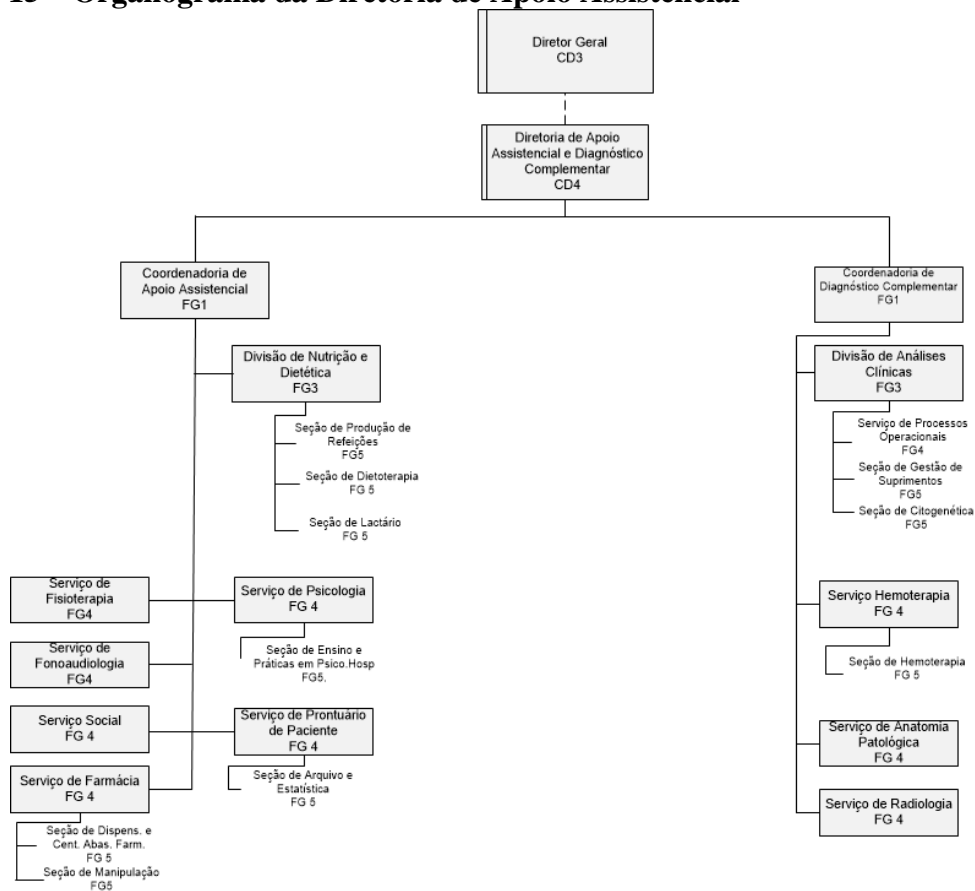 15 – Organograma da Diretoria de Apoio Assistencial
Diretor Geral
CD3
Diretoria de Apoio
Assistencial e Diagnóstico
Complementar
CD4
Coordenadoria de
Apoio Assistencial
FG1
Divisão de Nutrição e
Dietética
FG3
Seção de Produção de
Refeições
FG5
Seção de Dietoterapia
FG 5
Seção de Lactário
FG 5
Serviço de
Fisioterapia
FG4
Serviço de Psicologia
FG 4
Seção de Ensino e
Práticas em Psico.Hosp
FG5.
Serviço de
Fonoaudiologia
FG4
Serviço Social
FG 4
Serviço de Prontuário
de Paciente
FG 4
Seção de Arquivo e
Estatística
FG 5
Serviço de Farmácia
FG 4
Seção de Dispens. e
Cent. Abas. Farm.
FG 5
Seção de Manipulação
FG5
Coordenadoria de
Diagnóstico Complementar
FG1
Divisão de Análises
Clínicas
FG3
Serviço de Processos
Operacionais
FG4
Seção de Gestão de
Suprimentos
FG5
Seção de Citogenética
FG5
Serviço Hemoterapia
FG 4
Seção de Hemoterapia
FG 5
Serviço de Anatomia
Patológica
FG 4
Serviço de Radiologia
FG 4